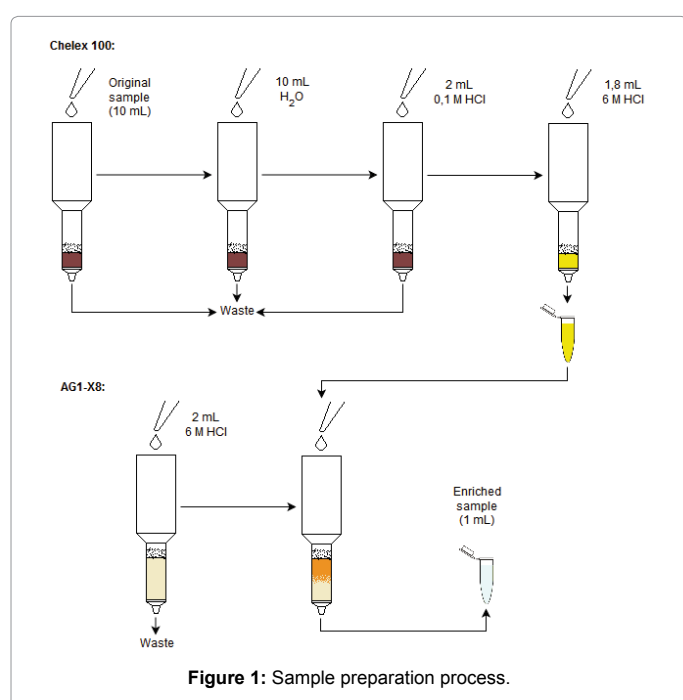 Chelex 100:
Original
sample
(10 mL)
10 mL
H₂O
2 mL
0,1 M HCl
1,8 mL
6 M HCl
Waste
AG1-X8:
2 mL
6 M HCl
Enriched
sample
(1 mL)
Waste
Figure 1: Sample preparation process.